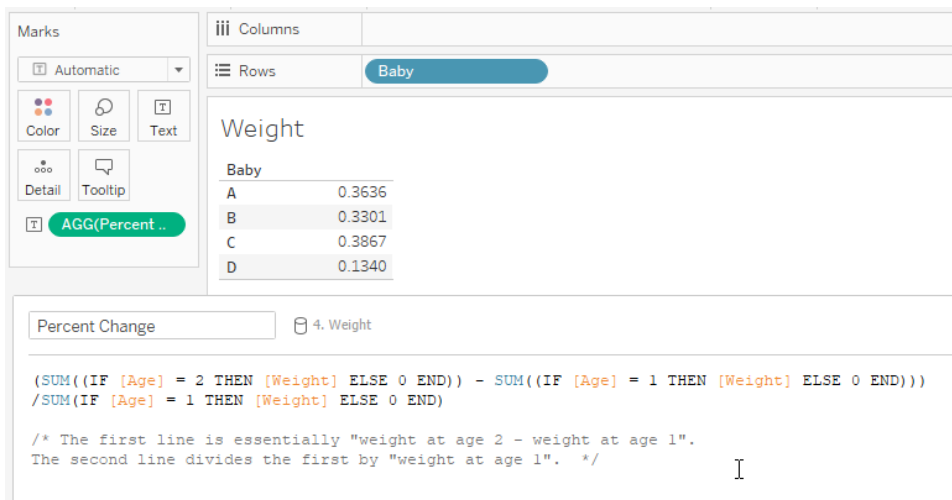 Marks
Automatic
Color
Size
Text
Detail
Tooltip
AGG(Percent ..
Columns
Rows
Baby
Weight
Baby
A 0.3636
B 0.3301
C 0.3867
D 0.1340
Percent Change
4. Weight
(SUM((IF [Age] = 2 THEN [Weight] ELSE 0 END)) - SUM((IF [Age] = 1 THEN [Weight] ELSE 0 END)))
/SUM(IF [Age] = 1 THEN [Weight] ELSE 0 END)
/* The first line is essentially "weight at age 2 - weight at age 1".
The second line divides the first by "weight at age 1".  */